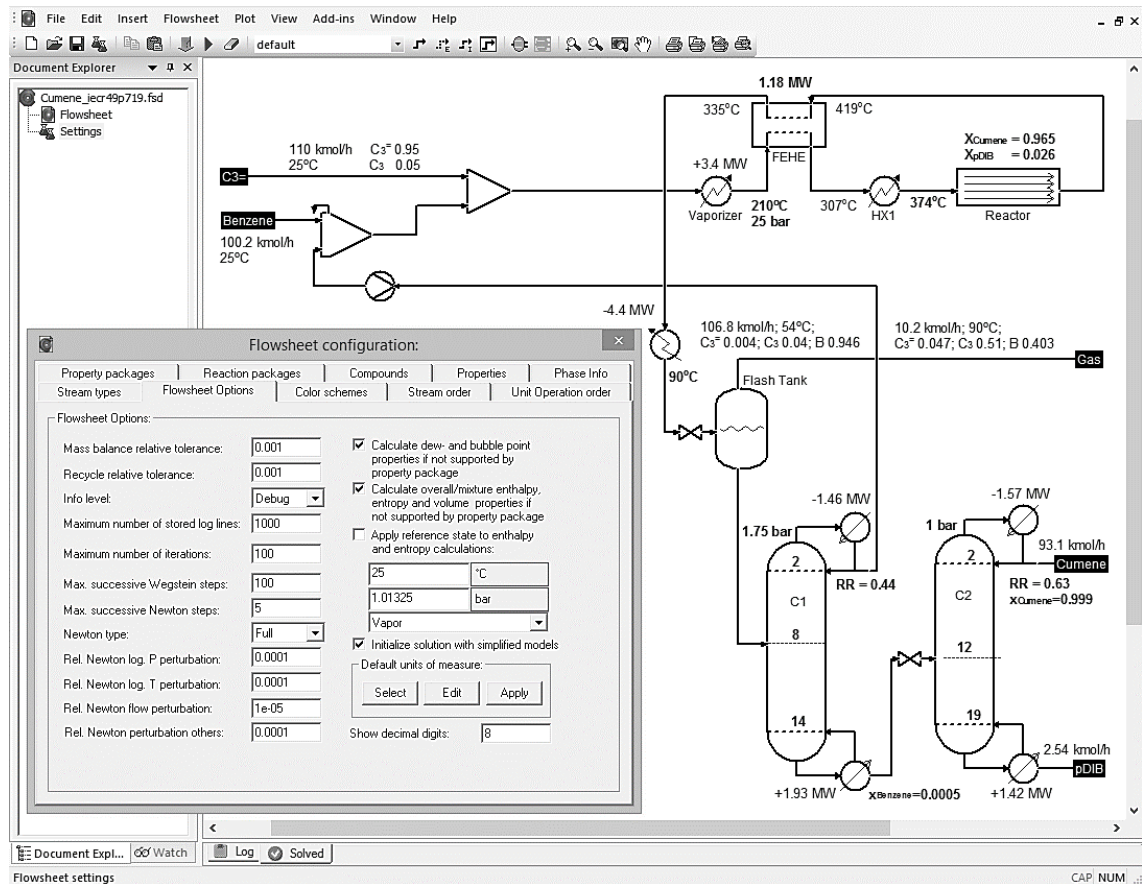 File Edit Insert Flowsheet Plot View Add-ins Window Help
default
Document Explorer
Cumene_iecr49p719.fsd
Flowsheet
Settings
1.18 MW
335°C
419°C
FEHE
+3.4 MW
Vaporizer
210°C
25 bar
307°C
HX1
374°C
XCumene = 0.965
XpDIB = 0.026
Reactor
110 kmol/h C3= 0.95
25°C C3 0.05
C3=
Benzene
100.2 kmol/h
25°C
-4.4 MW
90°C
106.8 kmol/h; 54°C;
C3= 0.004; C3 0.04; B 0.946
10.2 kmol/h; 90°C;
C3= 0.047; C3 0.51; B 0.403
Gas
Flash Tank
-1.46 MW
1.75 bar
2
RR = 0.44
C1
8
14
+1.93 MW
xBenzene=0.0005
-1.57 MW
1 bar
93.1 kmol/h
Cumene
2
RR = 0.63
xCumene=0.999
C2
12
19
2.54 kmol/h
pDIB
+1.42 MW
Flowsheet configuration:
Property packages Reaction packages Compounds Properties Phase Info
Stream types Flowsheet Options Color schemes Stream order Unit Operation order
Flowsheet Options:
Mass balance relative tolerance: 0.001
Recycle relative tolerance: 0.001
Info level: Debug
Maximum number of stored log lines: 1000
Maximum number of iterations: 100
Max. successive Wegstein steps: 100
Max. successive Newton steps: 5
Newton type: Full
Rel. Newton log. P perturbation: 0.0001
Rel. Newton log. T perturbation: 0.0001
Rel. Newton flow perturbation: 1e-05
Rel. Newton perturbation others: 0.0001
Calculate dew- and bubble point
properties if not supported by
property package
Calculate overall/mixture enthalpy,
entropy and volume properties if
not supported by property package
Apply reference state to enthalpy
and entropy calculations:
25 °C
1.01325 bar
Vapor
Initialize solution with simplified models
Default units of measure:
Select Edit Apply
Show decimal digits: 8
Document Expl... Watch
Log Solved
Flowsheet settings
CAP NUM